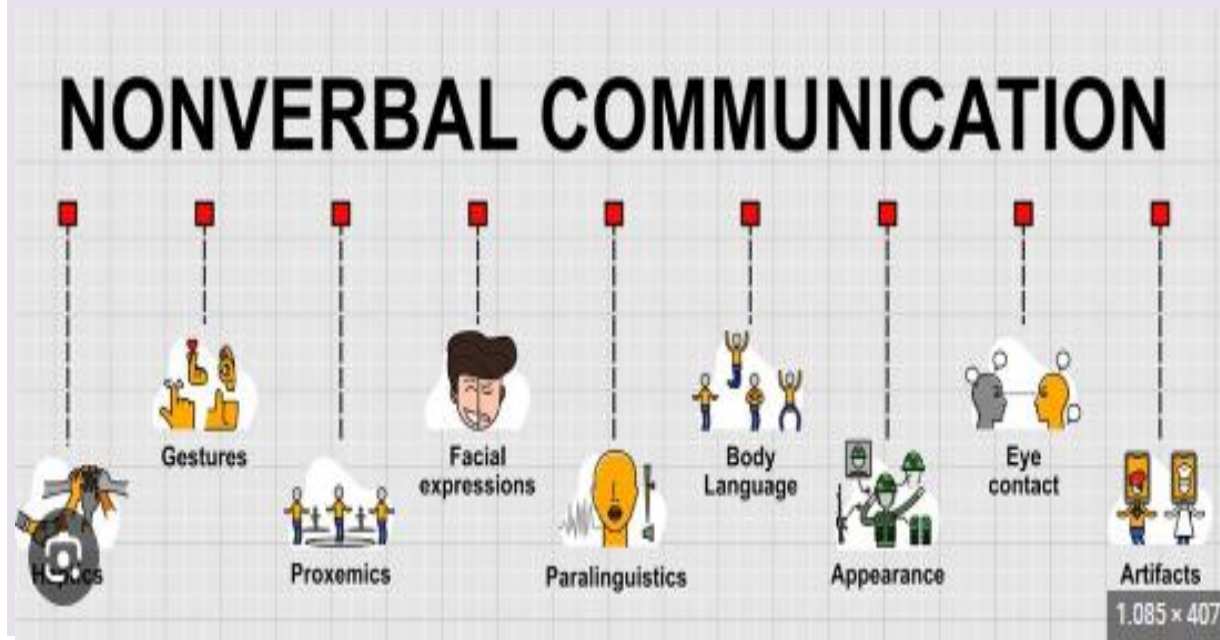 NONVERBAL COMMUNICATION
Gestures
Facial
expressions
Body
Language
Eye
contact
Proxemics
Paralinguistics
Appearance
Artifacts
1.085 × 407